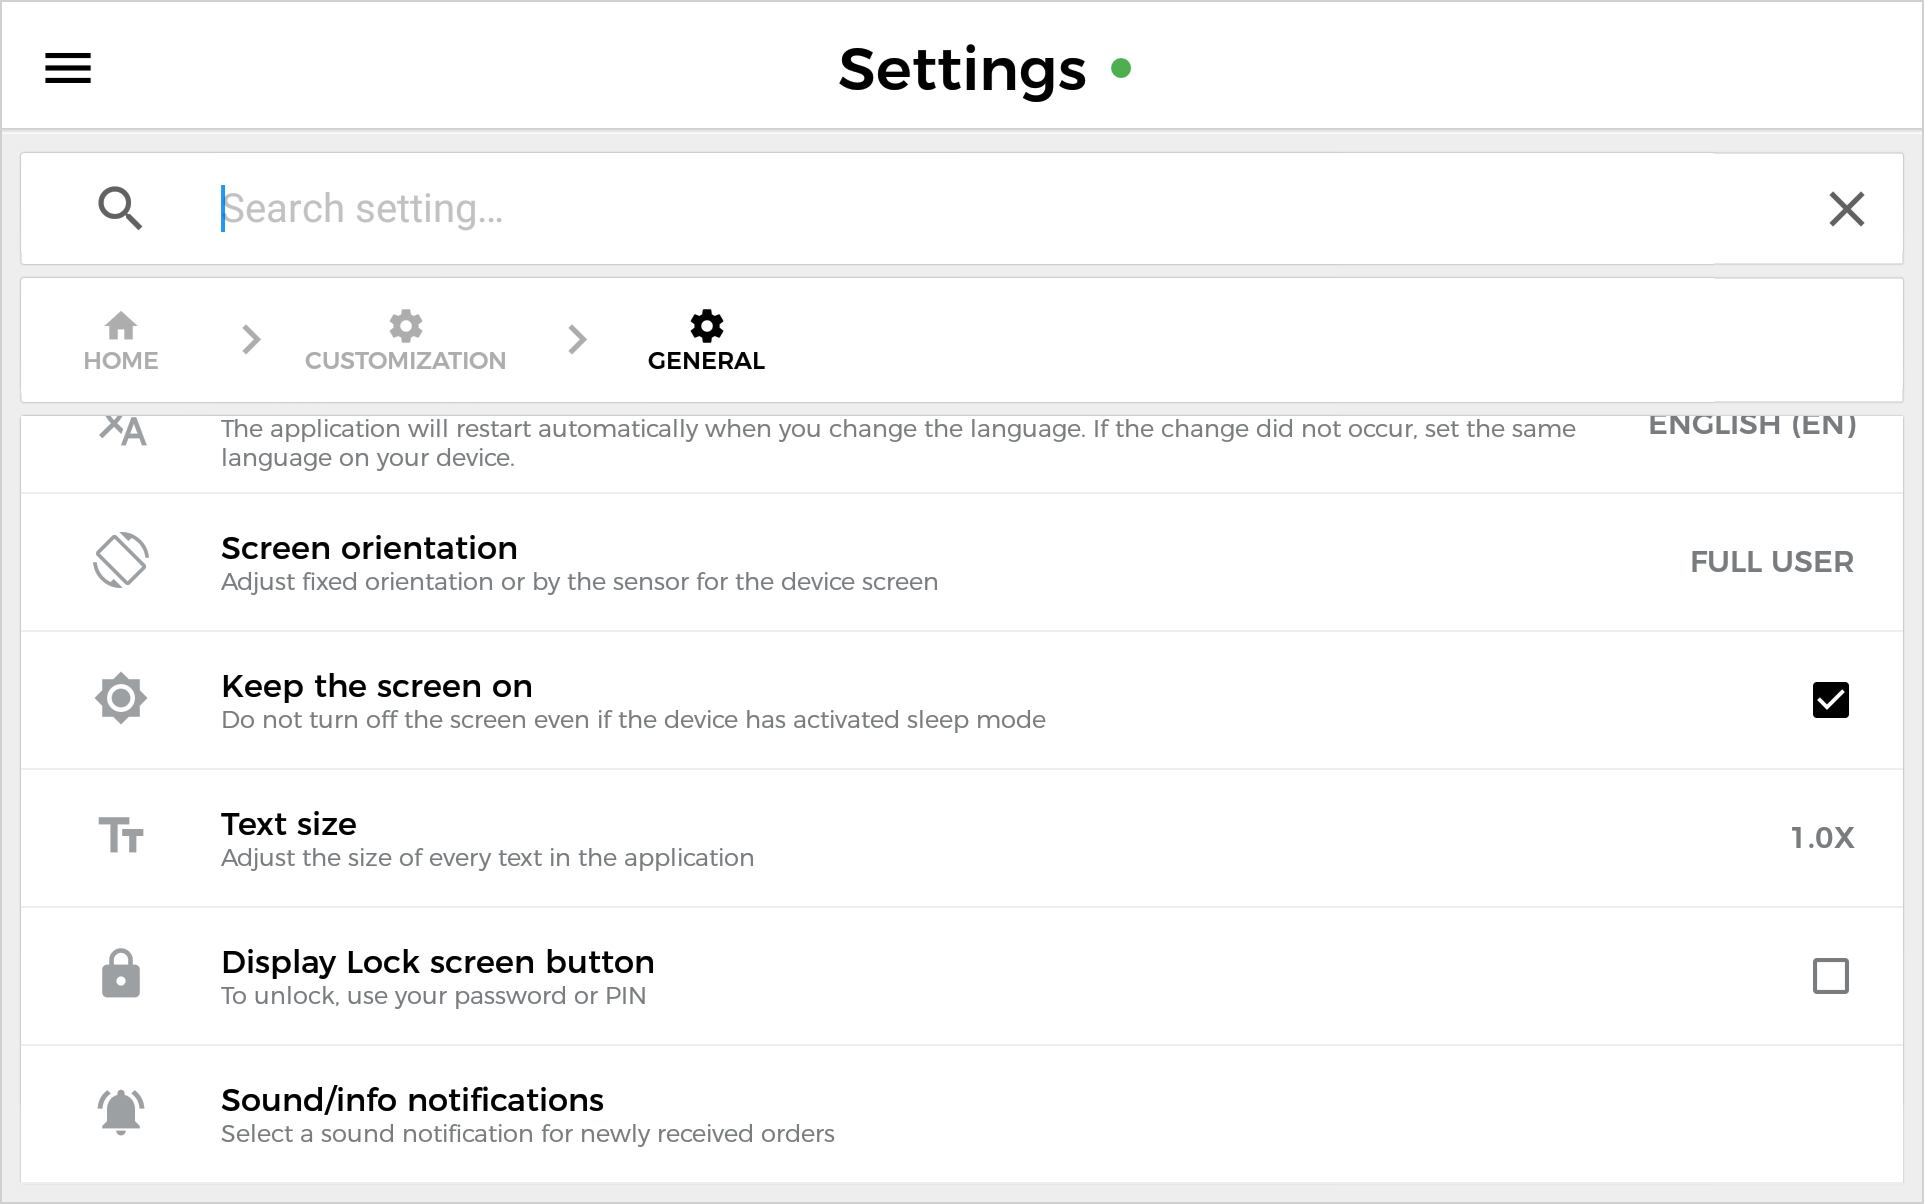 Settings
Search setting...
HOME
CUSTOMIZATION
GENERAL
The application will restart automatically when you change the language. If the change did not occur, set the same
language on your device.
ENGLISH (EN)
Screen orientation
Adjust fixed orientation or by the sensor for the device screen
FULL USER
Keep the screen on
Do not turn off the screen even if the device has activated sleep mode
Text size
Adjust the size of every text in the application
1.0X
Display Lock screen button
To unlock, use your password or PIN
Sound/info notifications
Select a sound notification for newly received orders